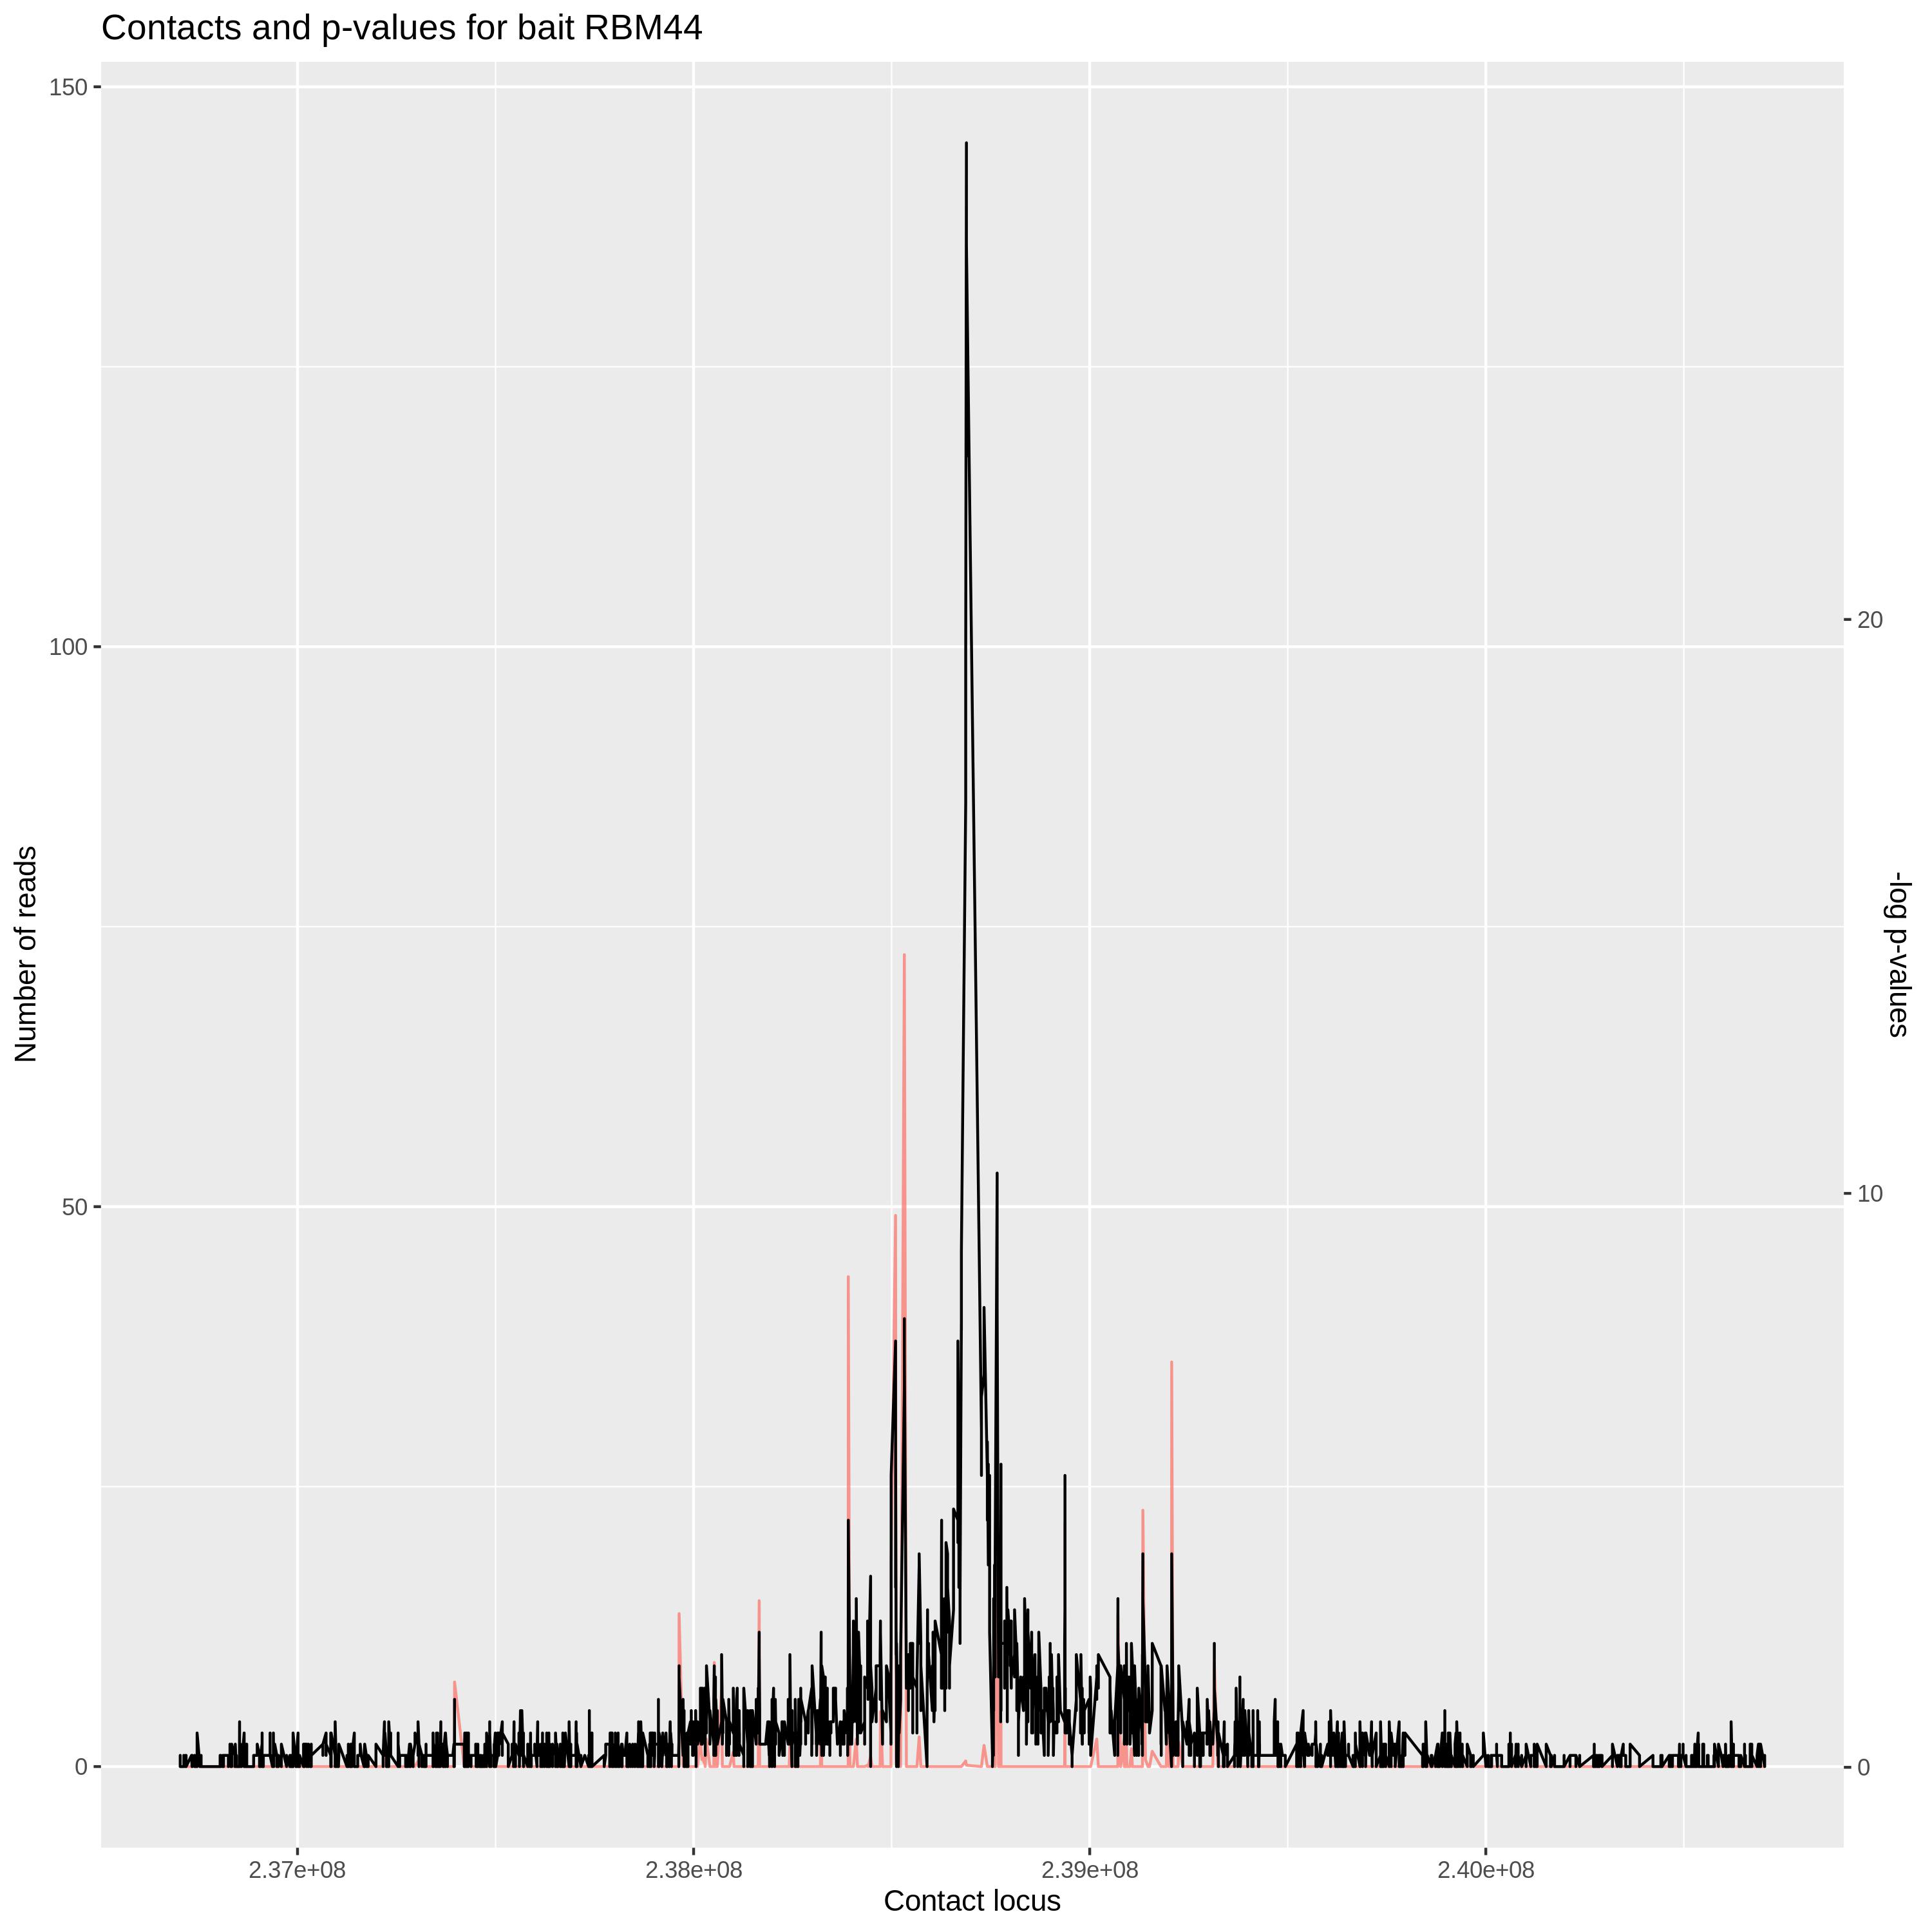 Contacts and p-values for bait RBM44
150
100
50
0
Number of reads
20
10
0
-log p-values
2.37e+08 2.38e+08 2.39e+08 2.40e+08
Contact locus